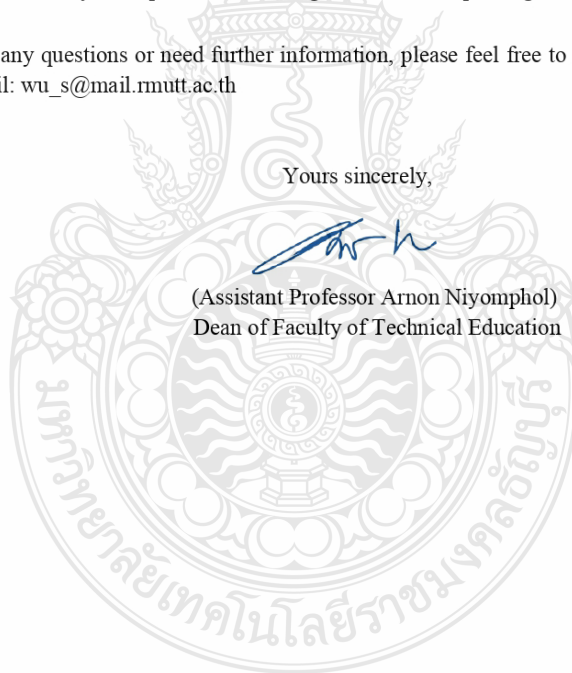 any questions or need further information, please feel free to
il: wu_s@mail.rmutt.ac.th
Yours sincerely,
(Assistant Professor Arnon Niyomphol)
Dean of Faculty of Technical Education
มหาวิทยาลัยเทคโนโลยีราชมงคลธัญบุรี